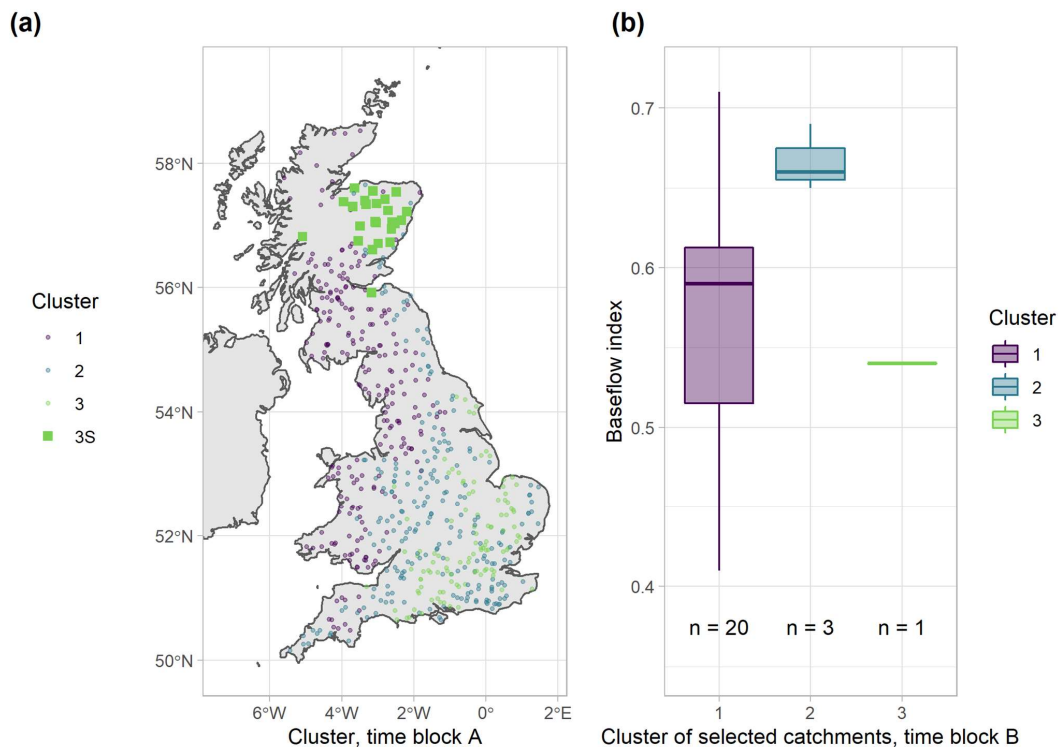 (a)
58°N
56°N
54°N
52°N
50°N
6°W 4°W 2°W 0° 2°E
Cluster, time block A
Cluster
1
2
3
3S
(b)
Baseflow index
0.7
0.6
0.5
0.4
n = 20 n = 3 n = 1
1 2 3
Cluster of selected catchments, time block B
Cluster
1
2
3